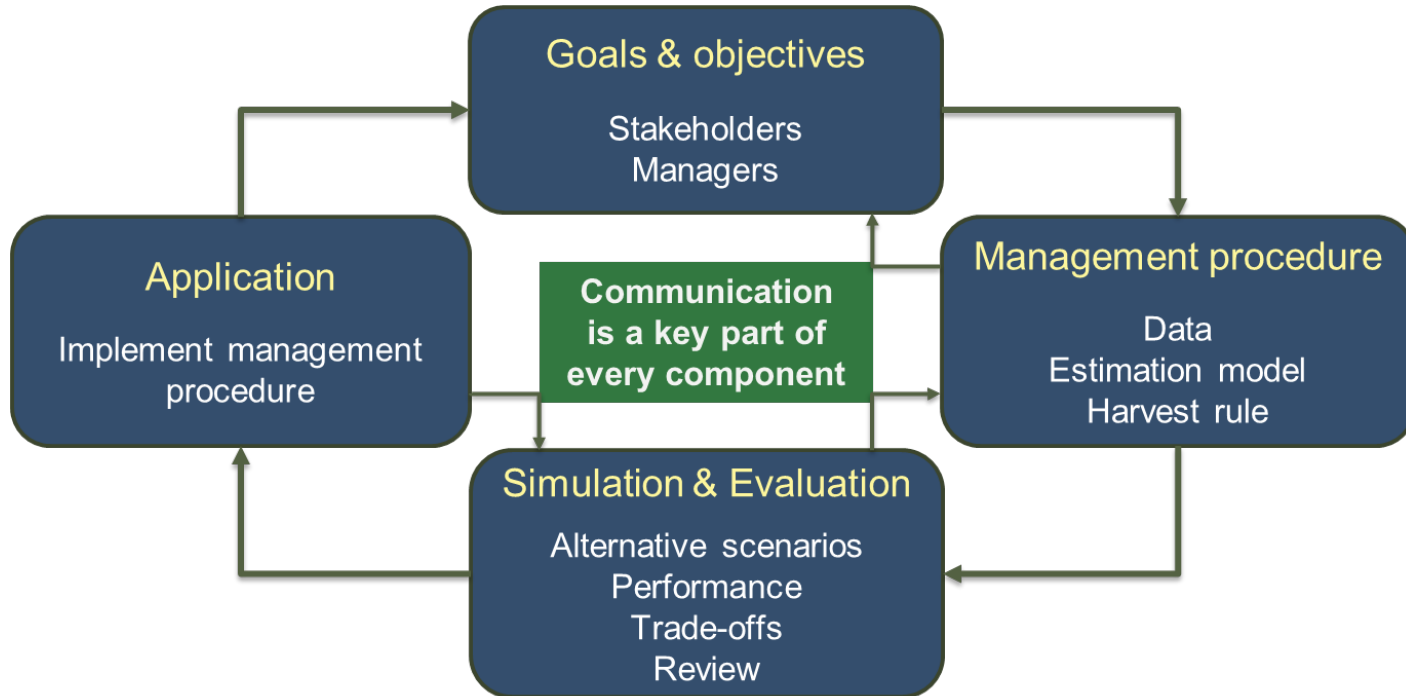 Goals & objectives
Stakeholders
Managers
Application
Implement management
procedure
Communication
is a key part of
every component
Management procedure
Data
Estimation model
Harvest rule
Simulation & Evaluation
Alternative scenarios
Performance
Trade-offs
Review